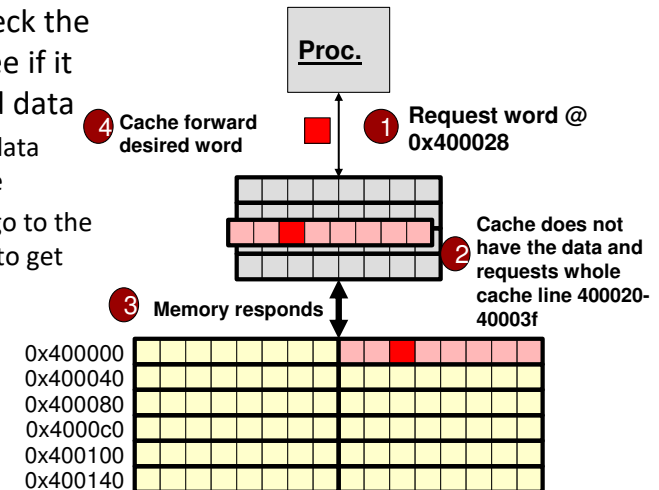 eck the
ee if it
d data
data
e
go to the
to get
Proc.
4 Cache forward
desired word
1 Request word @
0x400028
2 Cache does not
have the data and
requests whole
cache line 400020-
40003f
3 Memory responds
0x400000
0x400040
0x400080
0x4000c0
0x400100
0x400140